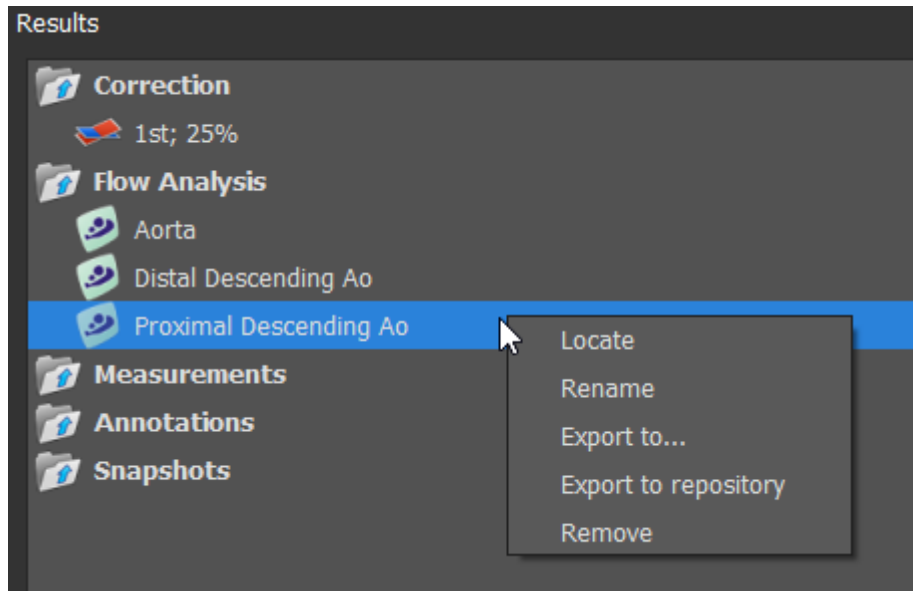 Results
Correction
1st; 25%
Flow Analysis
Aorta
Distal Descending Ao
Proximal Descending Ao
Measurements
Annotations
Snapshots
Locate
Rename
Export to...
Export to repository
Remove